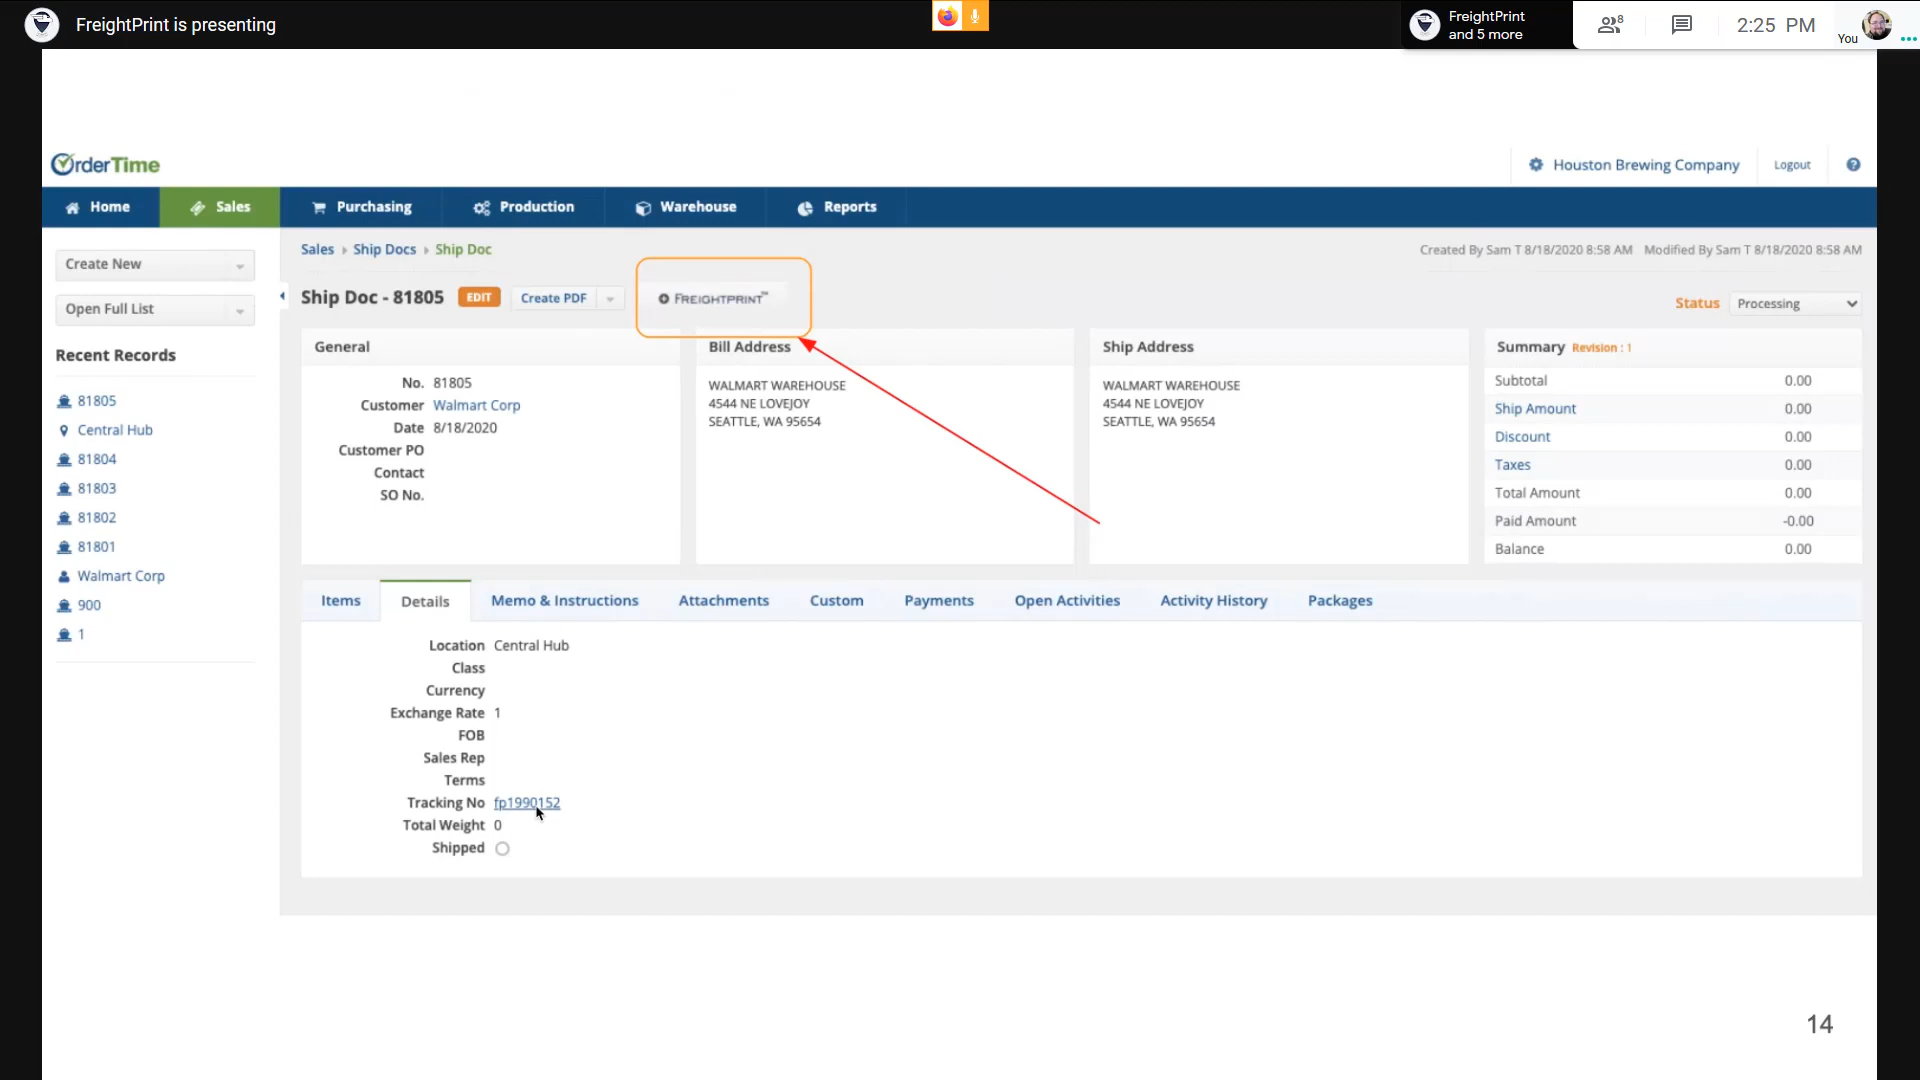 FreightPrint is presenting
FreightPrint
and 5 more
8
2:25 PM
You
OrderTime
Houston Brewing Company
Logout
?
Home
Sales
Purchasing
Production
Warehouse
Reports
Create New
Open Full List
Recent Records
81805
Central Hub
81804
81803
81802
81801
Walmart Corp
900
1
Sales › Ship Docs › Ship Doc
Created By Sam T 8/18/2020 8:58 AM Modified By Sam T 8/18/2020 8:58 AM
Ship Doc - 81805
EDIT
Create PDF
FREIGHTPRINT™
Status
Processing
General
No. 81805
Customer Walmart Corp
Date 8/18/2020
Customer PO
Contact
SO No.
Bill Address
WALMART WAREHOUSE
4544 NE LOVEJOY
SEATTLE, WA 95654
Ship Address
WALMART WAREHOUSE
4544 NE LOVEJOY
SEATTLE, WA 95654
Summary Revision : 1
Subtotal 0.00
Ship Amount 0.00
Discount 0.00
Taxes 0.00
Total Amount 0.00
Paid Amount -0.00
Balance 0.00
Items
Details
Memo & Instructions
Attachments
Custom
Payments
Open Activities
Activity History
Packages
Location Central Hub
Class
Currency
Exchange Rate 1
FOB
Sales Rep
Terms
Tracking No fp1990152
Total Weight 0
Shipped
14